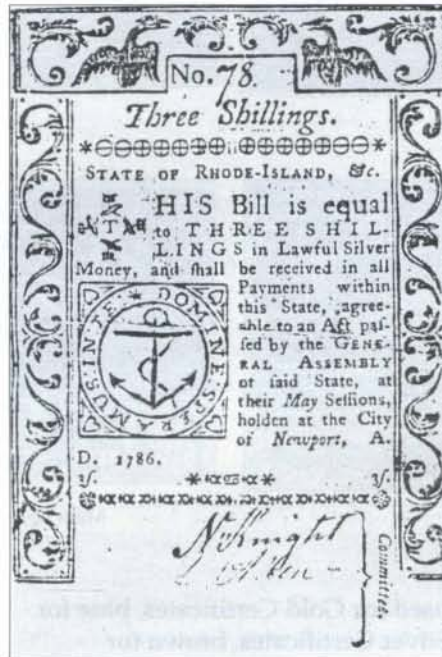 No. 78.
Three Shillings.
STATE OF RHODE-ISLAND, &c.
THIS Bill is equal
to THREE SHIL-
LINGS in Lawful Silver
Money, and shall be received in all
Payments within
this State, agree-
able to an Act pas-
sed by the GENE-
RAL ASSEMBLY
of said State, at
their May Sessions,
holden at the City
of Newport, A.
D. 1786.
IN·TE·DOMINE·SPERAMUS·
3s. 3s.
N Knight
Committee